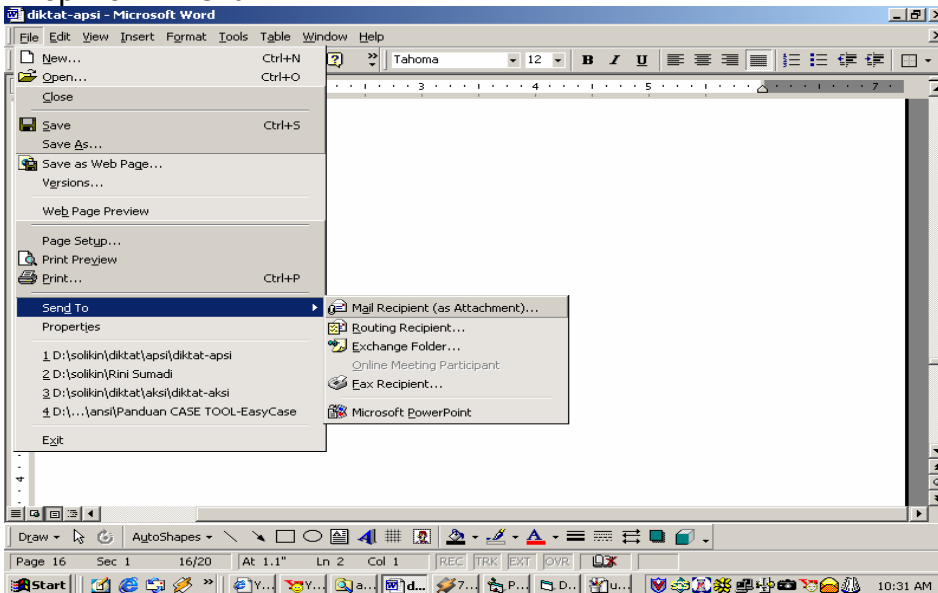 diktat-apsi - Microsoft Word
File Edit View Insert Format Tools Table Window Help
Tahoma 12 B I U
New... Ctrl+N
Open... Ctrl+O
Close
Save Ctrl+S
Save As...
Save as Web Page...
Versions...
Web Page Preview
Page Setup...
Print Preview
Print... Ctrl+P
Send To
Properties
1 D:\solikin\diktat\apsi\diktat-apsi
2 D:\solikin\Rini Sumadi
3 D:\solikin\diktat\aksi\diktat-aksi
4 D:\...\ansi\Panduan CASE TOOL-EasyCase
Exit
Mail Recipient (as Attachment)...
Routing Recipient...
Exchange Folder...
Online Meeting Participant
Fax Recipient...
Microsoft PowerPoint
3 4 5 7
Draw AutoShapes
Page 16 Sec 1 16/20 At 1.1" Ln 2 Col 1 REC TRK EXT OVR
Start Y... Y... a... d... 7... P... D... u... 10:31 AM